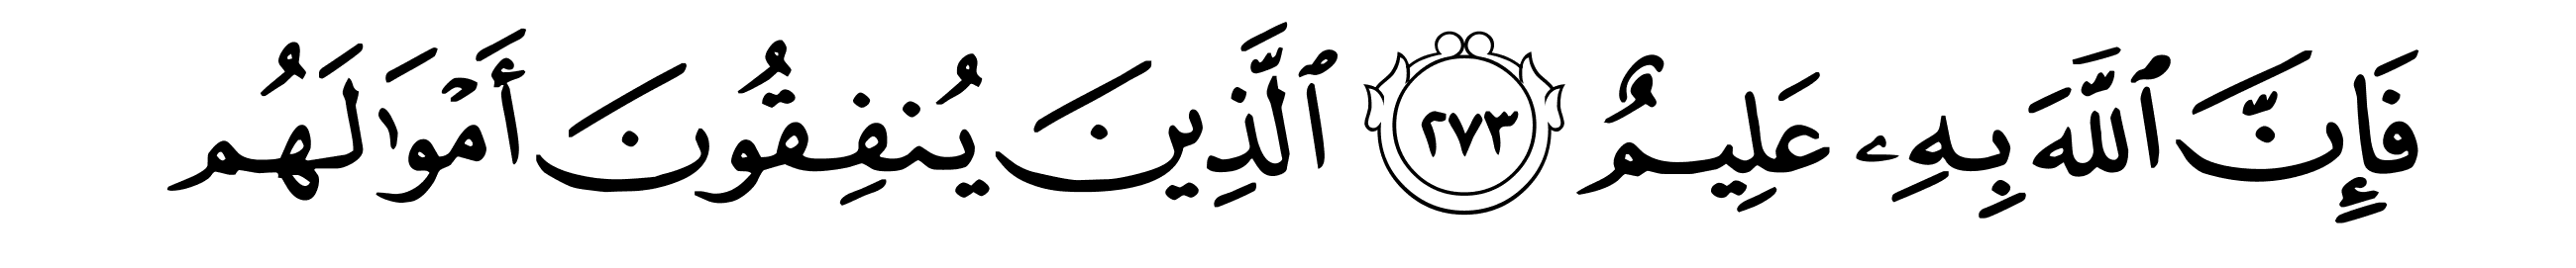 فَإِنَّ ٱللَّهَ بِهِۦ عَلِيمٌ ٢٧٣ ٱلَّذِينَ يُنفِقُونَ أَمْوَٰلَهُم